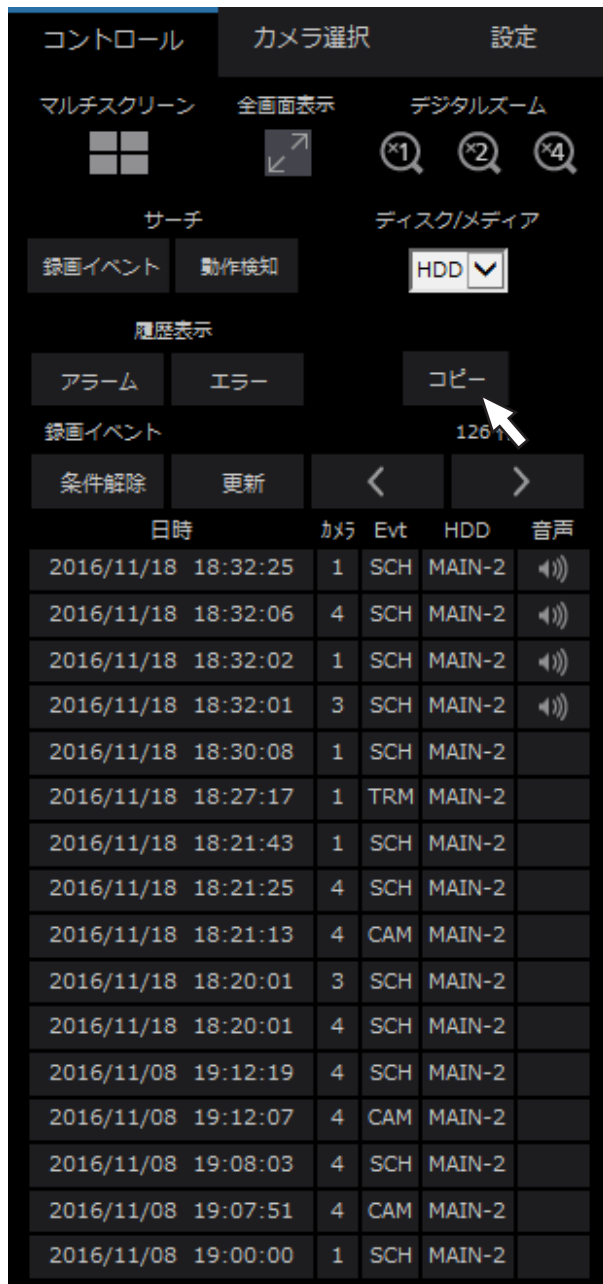 コントロール カメラ選択 設定
マルチスクリーン 全画面表示 デジタルズーム
×1 ×2 ×4
サーチ ディスク/メディア
録画イベント 動作検知 HDD
履歴表示
アラーム エラー コピー
録画イベント 126
条件解除 更新 < >
日時 カメラ Evt HDD 音声
2016/11/18 18:32:25 1 SCH MAIN-2
2016/11/18 18:32:06 4 SCH MAIN-2
2016/11/18 18:32:02 1 SCH MAIN-2
2016/11/18 18:32:01 3 SCH MAIN-2
2016/11/18 18:30:08 1 SCH MAIN-2
2016/11/18 18:27:17 1 TRM MAIN-2
2016/11/18 18:21:43 1 SCH MAIN-2
2016/11/18 18:21:25 4 SCH MAIN-2
2016/11/18 18:21:13 4 CAM MAIN-2
2016/11/18 18:20:01 3 SCH MAIN-2
2016/11/18 18:20:01 4 SCH MAIN-2
2016/11/08 19:12:19 4 SCH MAIN-2
2016/11/08 19:12:07 4 CAM MAIN-2
2016/11/08 19:08:03 4 SCH MAIN-2
2016/11/08 19:07:51 4 CAM MAIN-2
2016/11/08 19:00:00 1 SCH MAIN-2